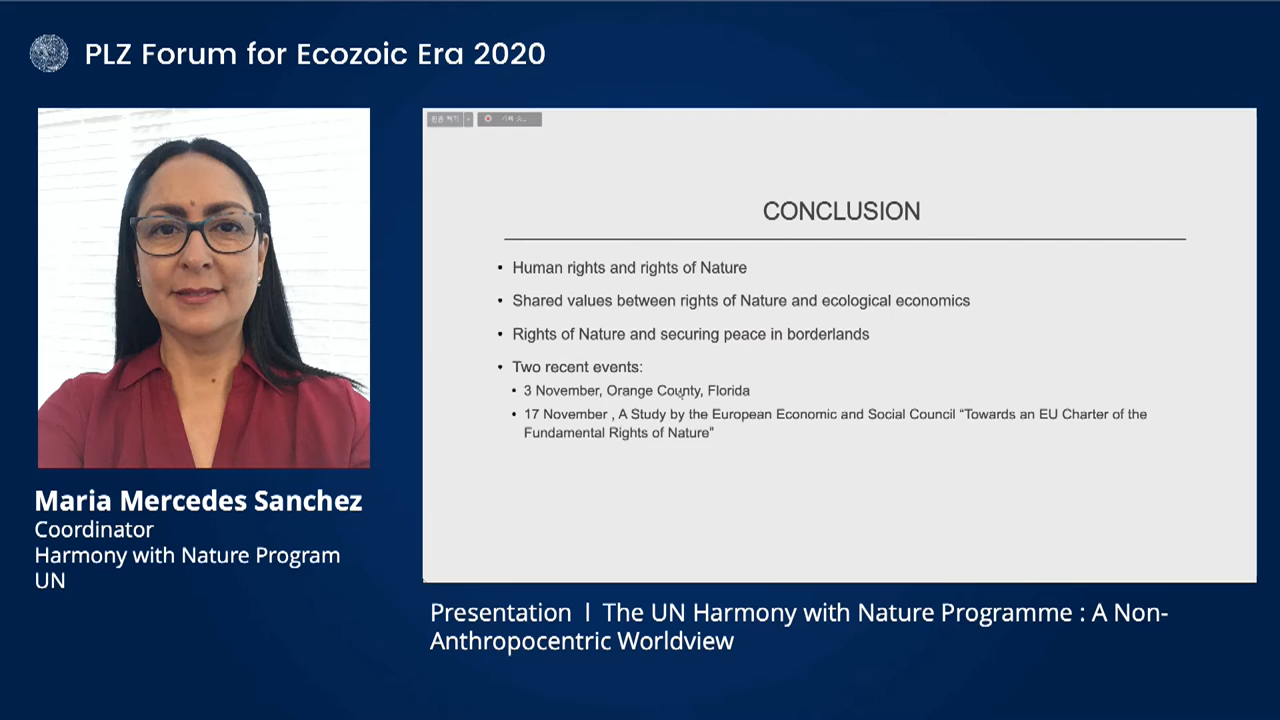 PLZ Forum for Ecozoic Era 2020
CONCLUSION
• Human rights and rights of Nature
• Shared values between rights of Nature and ecological economics
• Rights of Nature and securing peace in borderlands
• Two recent events:
• 3 November, Orange County, Florida
• 17 November , A Study by the European Economic and Social Council “Towards an EU Charter of the
Fundamental Rights of Nature”
Maria Mercedes Sanchez
Coordinator
Harmony with Nature Program
UN
Presentation l The UN Harmony with Nature Programme : A Non-
Anthropocentric Worldview